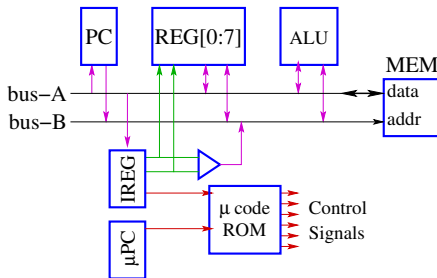 PC
REG[0:7]
ALU
MEM
bus-A
data
bus-B
addr
IREG
μ code
ROM
Control
Signals
μPC